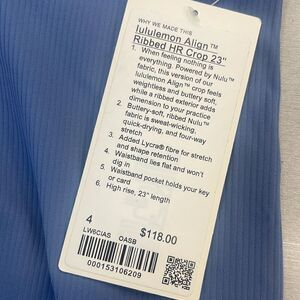 WHY WE MADE THIS
lululemon Align™
Ribbed HR Crop 23"
1. When feeling nothing is
everything. Powered by Nulu™
fabric, this version of our
lululemon Align™ crop feels
weightless and buttery soft,
while a ribbed exterior adds
dimension to your practice
2. Buttery-soft, ribbed Nulu™
fabric is sweat-wicking,
quick-drying, and four-way
stretch
3. Added Lycra® fibre for stretch
and shape retention
4. Waistband lies flat and won't
dig in
5. Waistband pocket holds your key
or card
6. High rise, 23" length
4
$118.00
LW6CIAS OASB
000153106209